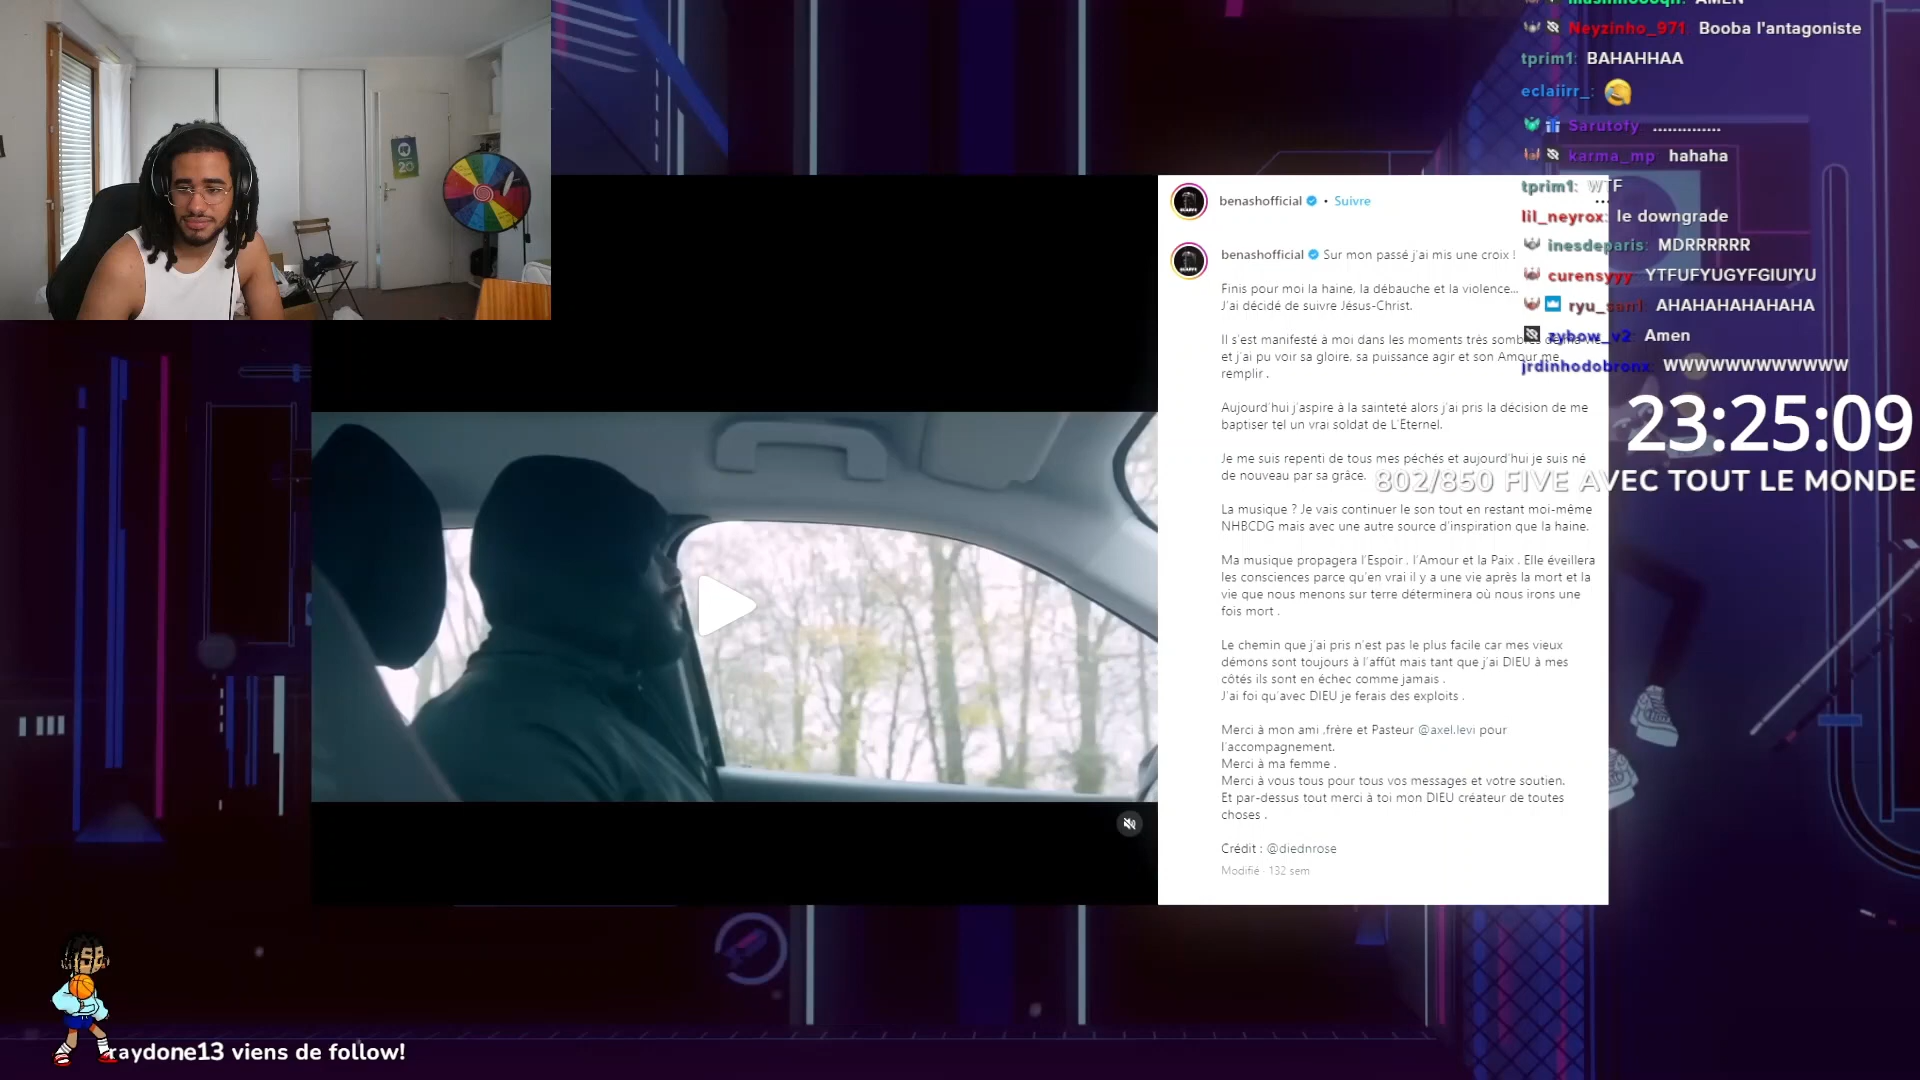 AMEN
Neyzinho_971: Booba l'antagoniste
tprim1: BAHAHHAA
eclaiirr_:
Sarutofy ..............
karma_mp hahaha
tprim1: WTF
lil_neyrox: le downgrade
inesdeparis: MDRRRRRR
curensyyy YTFUFYUGYFGIUIYU
AHAHAHAHAHAHA
zybow_v2: Amen
jrdinhodobronx: WWWWWWWWWWWW
23:25:09
802/850 FIVE AVEC TOUT LE MONDE
20
benashofficial • Suivre
...
benashofficial Sur mon passé j'ai mis une croix !
Finis pour moi la haine, la débauche et la violence...
J'ai décidé de suivre Jésus-Christ.
Il s'est manifesté à moi dans les moments très sombres de ma vie
et j'ai pu voir sa gloire, sa puissance agir et son Amour me
remplir .
Aujourd'hui j'aspire à la sainteté alors j'ai pris la décision de me
baptiser tel un vrai soldat de L'Eternel.
Je me suis repenti de tous mes péchés et aujourd'hui je suis né
de nouveau par sa grâce.
La musique ? Je vais continuer le son tout en restant moi-même
NHBCDG mais avec une autre source d'inspiration que la haine.
Ma musique propagera l'Espoir . l'Amour et la Paix . Elle éveillera
les consciences parce qu'en vrai il y a une vie après la mort et la
vie que nous menons sur terre déterminera où nous irons une
fois mort .
Le chemin que j'ai pris n'est pas le plus facile car mes vieux
démons sont toujours à l'affût mais tant que j'ai DIEU à mes
côtés ils sont en échec comme jamais .
J'ai foi qu'avec DIEU je ferais des exploits .
Merci à mon ami ,frère et Pasteur @axel.levi pour
l'accompagnement.
Merci à ma femme .
Merci à vous tous pour tous vos messages et votre soutien.
Et par-dessus tout merci à toi mon DIEU créateur de toutes
choses .
Crédit : @diednrose
Modifié · 132 sem
raydone13 viens de follow!